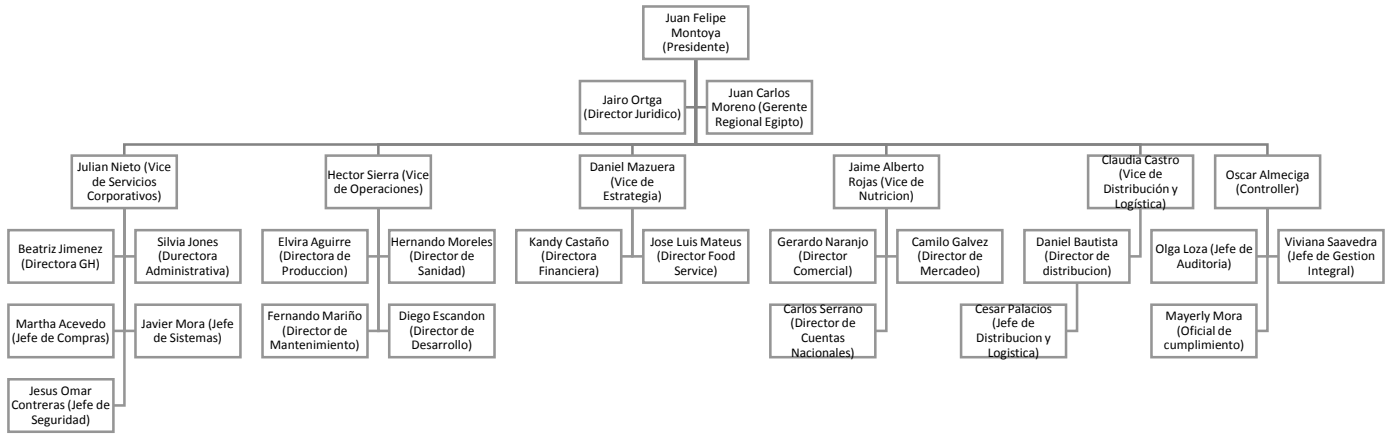 Juan Felipe
Montoya
(Presidente)
Jairo Ortga
(Director Juridico)
Juan Carlos
Moreno (Gerente
Regional Egipto)
Julian Nieto (Vice
de Servicios
Corporativos)
Hector Sierra (Vice
de Operaciones)
Daniel Mazuera
(Vice de
Estrategia)
Jaime Alberto
Rojas (Vice de
Nutricion)
Claudia Castro
(Vice de
Distribución y
Logística)
Oscar Almeciga
(Controller)
Beatriz Jimenez
(Directora GH)
Silvia Jones
(Durectora
Administrativa)
Elvira Aguirre
(Directora de
Produccion)
Hernando Moreles
(Director de
Sanidad)
Kandy Castaño
(Directora
Financiera)
Jose Luis Mateus
(Director Food
Service)
Gerardo Naranjo
(Director
Comercial)
Camilo Galvez
(Director de
Mercadeo)
Daniel Bautista
(Director de
distribucion)
Olga Loza (Jefe de
Auditoria)
Viviana Saavedra
(Jefe de Gestion
Integral)
Martha Acevedo
(Jefe de Compras)
Javier Mora (Jefe
de Sistemas)
Fernando Mariño
(Director de
Mantenimiento)
Diego Escandon
(Director de
Desarrollo)
Carlos Serrano
(Director de
Cuentas
Nacionales)
Cesar Palacios
(Jefe de
Distribucion y
Logistica)
Mayerly Mora
(Oficial de
cumplimiento)
Jesus Omar
Contreras (Jefe de
Seguridad)